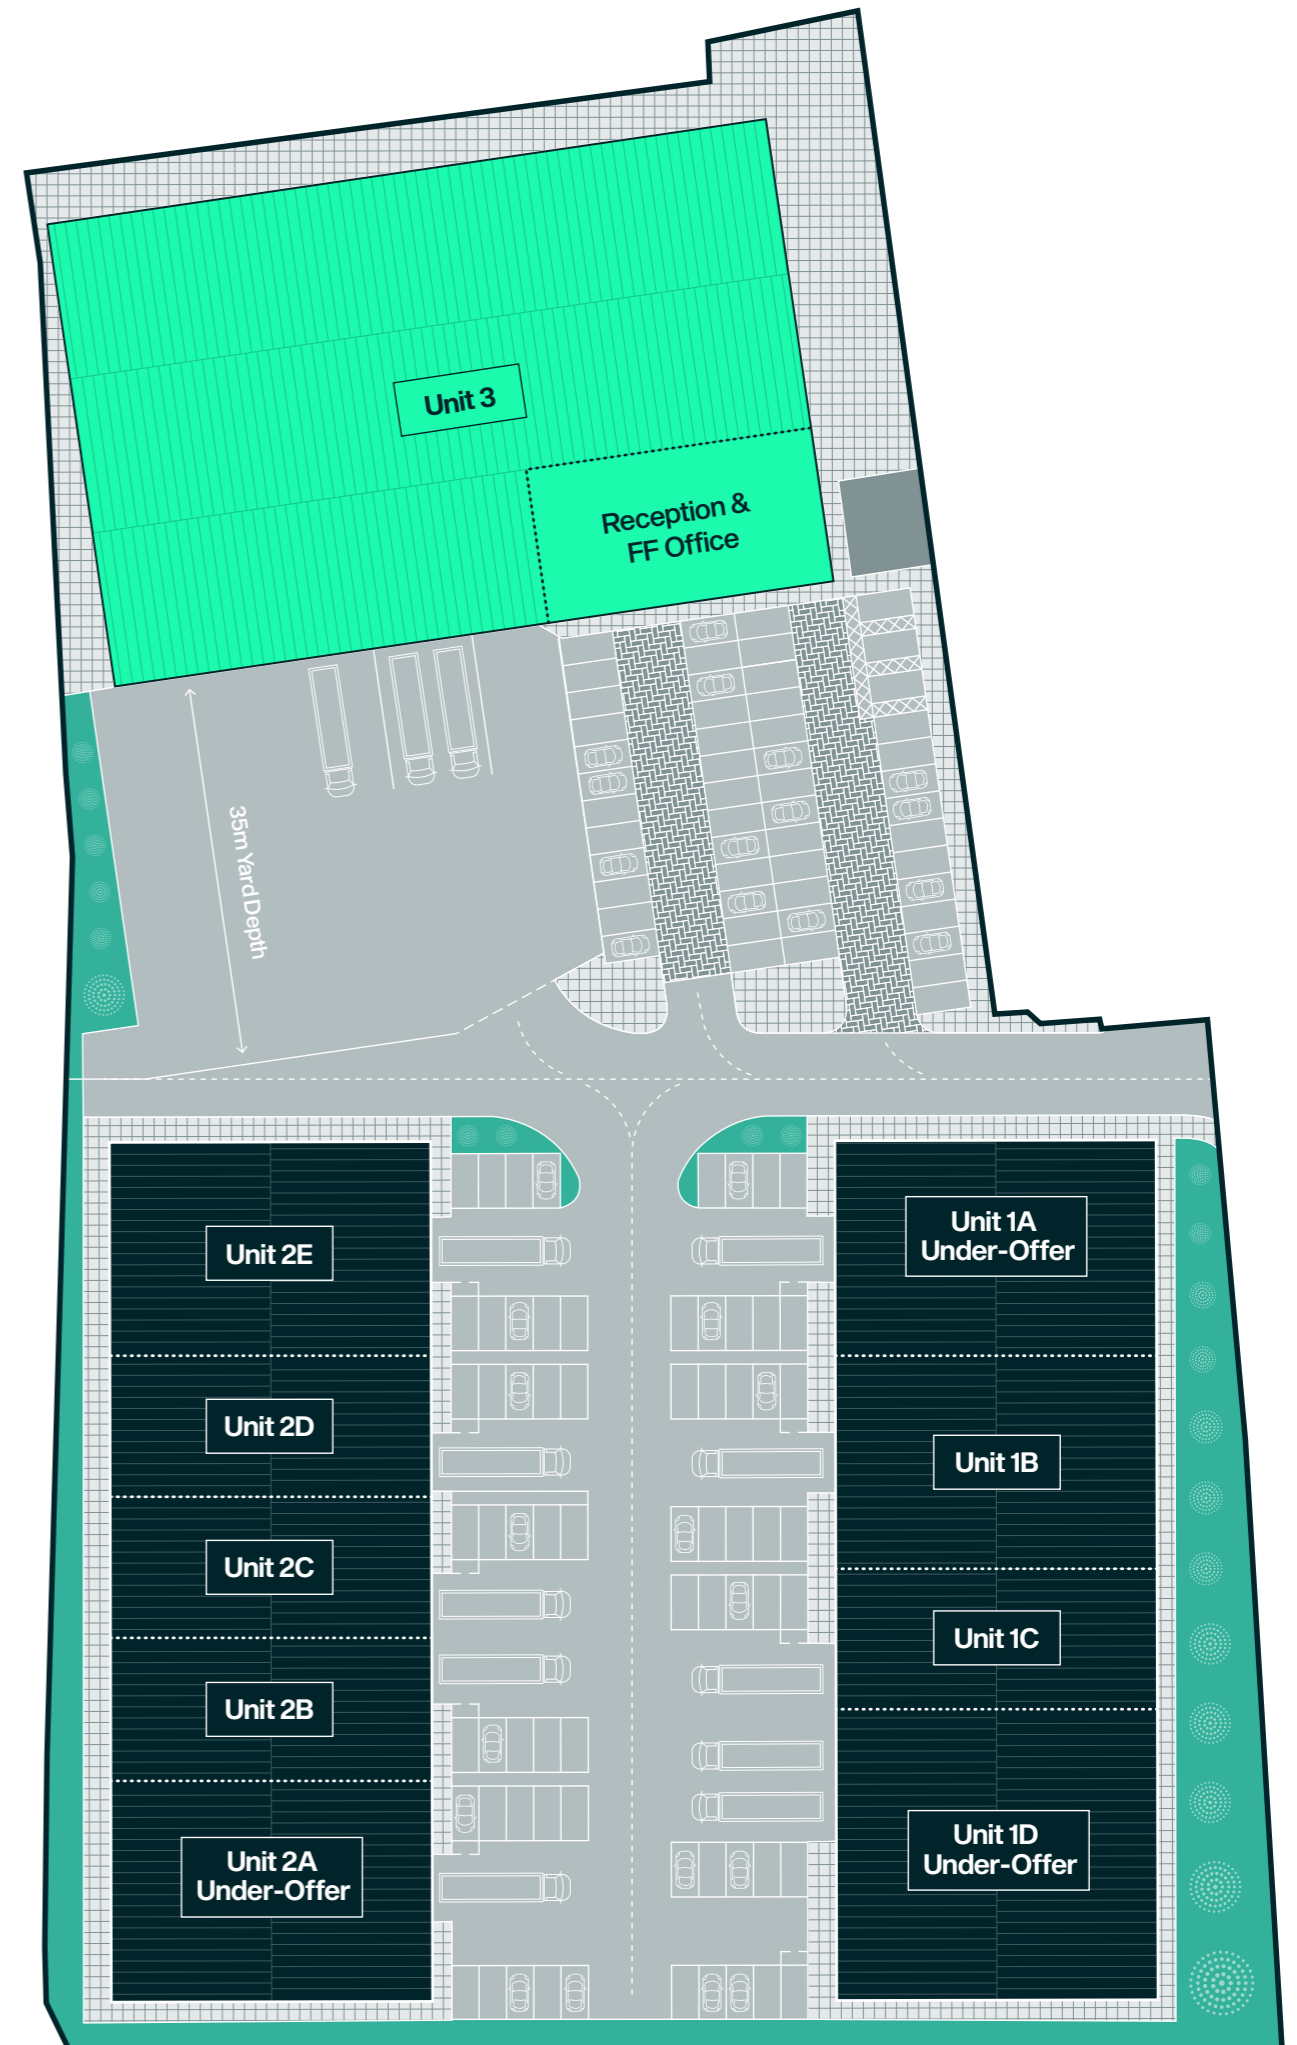 Unit 3
Reception &
FF Office
35m Yard Depth
Unit 2E
Unit 1A
Under-Offer
Unit 2D
Unit 1B
Unit 2C
Unit 1C
Unit 2B
Unit 2A
Under-Offer
Unit 1D
Under-Offer